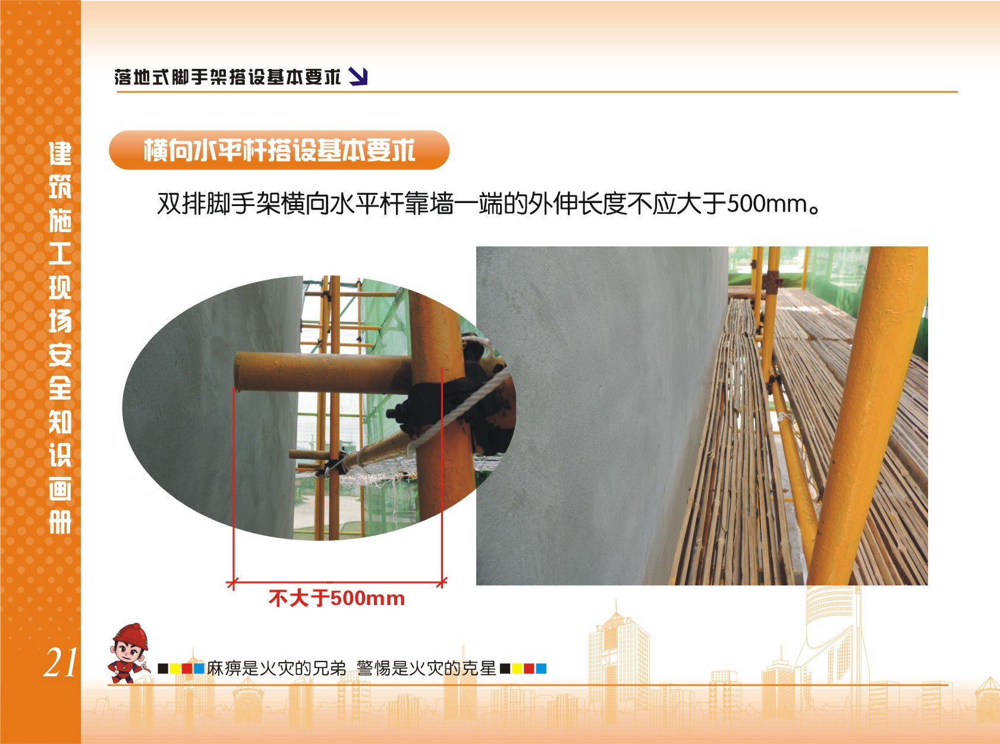 落地式脚手架搭设基本要求
横向水平杆搭设基本要求
双排脚手架横向水平杆靠墙一端的外伸长度不应大于500mm。
不大于500mm
建筑施工现场安全知识画册
21
麻痹是火灾的兄弟 警惕是火灾的克星